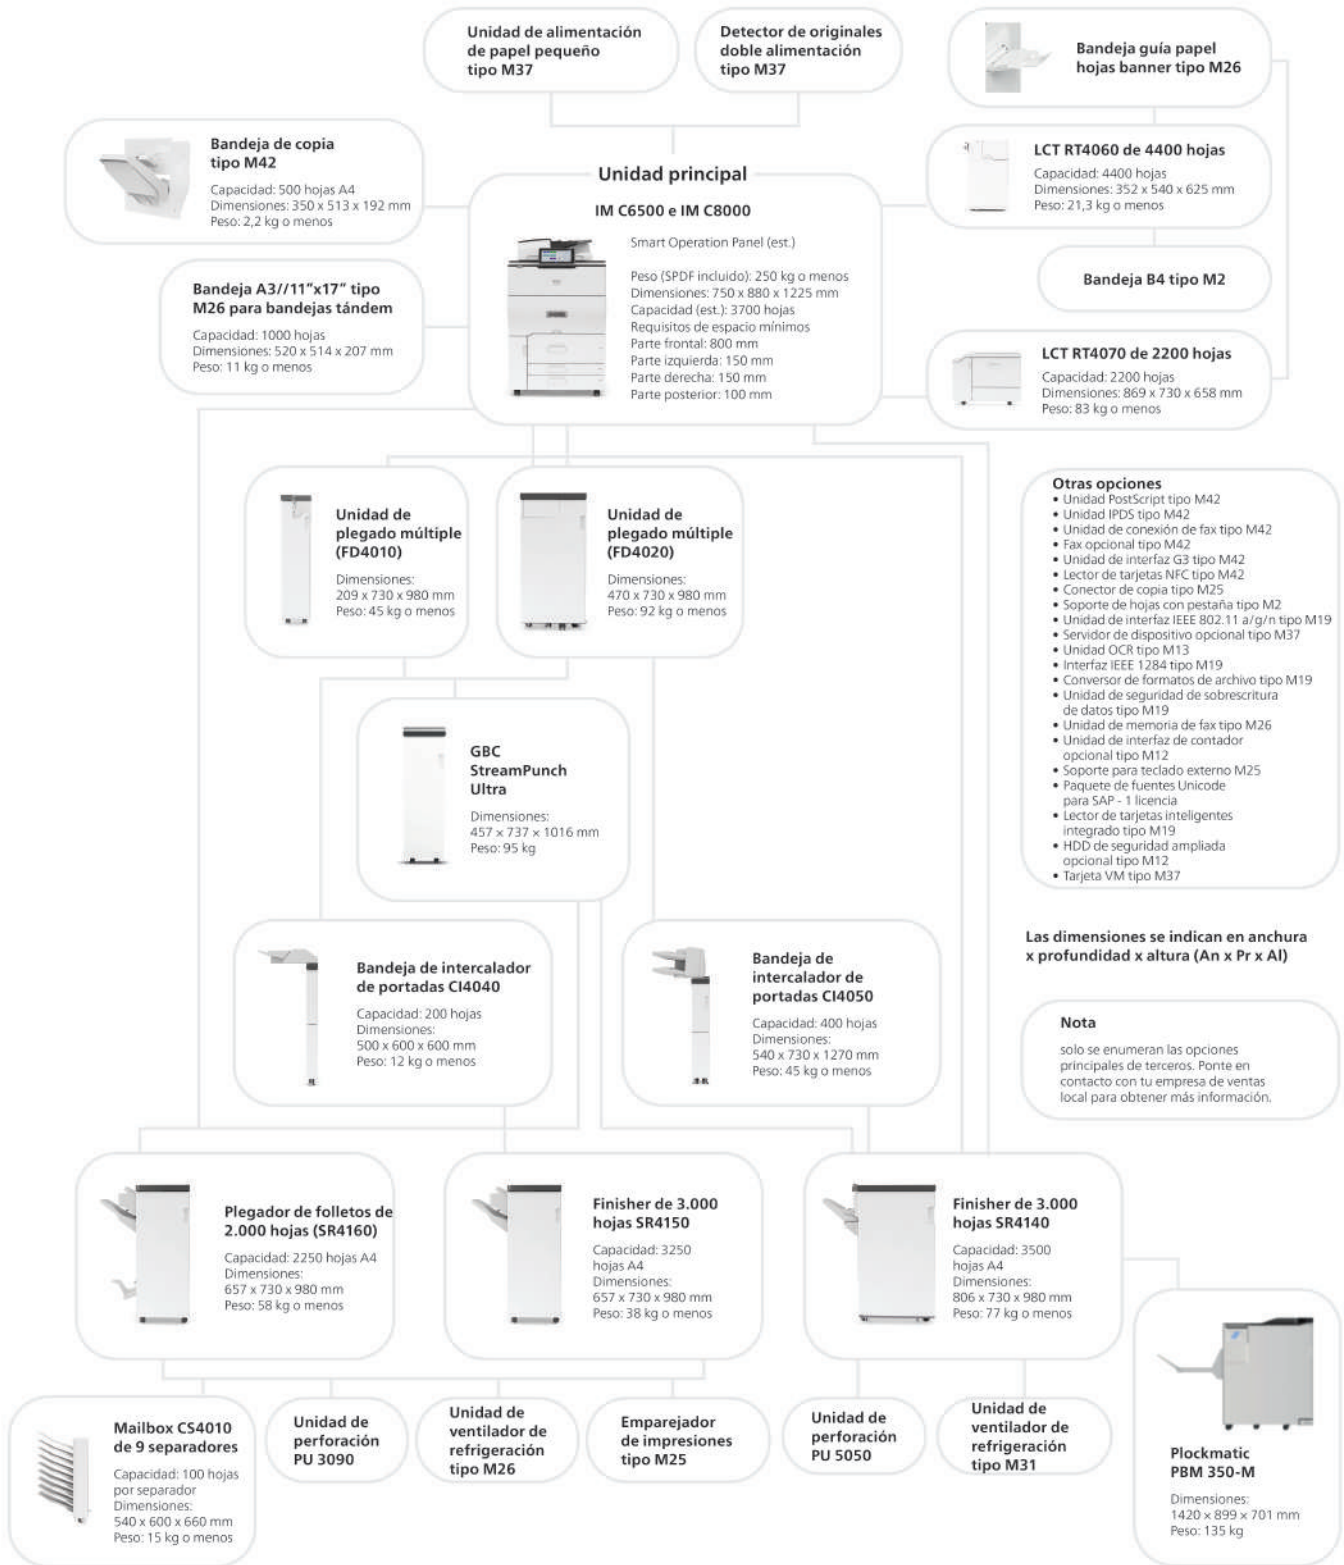 Unidad de alimentación
de papel pequeño
tipo M37
Detector de originales
doble alimentación
tipo M37
Bandeja guía papel
hojas banner tipo M26
Bandeja de copia
tipo M42
Capacidad: 500 hojas A4
Dimensiones: 350 x 513 x 192 mm
Peso: 2,2 kg o menos
LCT RT4060 de 4400 hojas
Capacidad: 4400 hojas
Dimensiones: 352 x 540 x 625 mm
Peso: 21,3 kg o menos
Unidad principal
IM C6500 e IM C8000
Smart Operation Panel (est.)
Peso (SPDF incluido): 250 kg o menos
Dimensiones: 750 x 880 x 1225 mm
Capacidad (est.): 3700 hojas
Requisitos de espacio mínimos
Parte frontal: 800 mm
Parte izquierda: 150 mm
Parte derecha: 150 mm
Parte posterior: 100 mm
Bandeja B4 tipo M2
Bandeja A3//11"x17" tipo
M26 para bandejas tándem
Capacidad: 1000 hojas
Dimensiones: 520 x 514 x 207 mm
Peso: 11 kg o menos
LCT RT4070 de 2200 hojas
Capacidad: 2200 hojas
Dimensiones: 869 x 730 x 658 mm
Peso: 83 kg o menos
Unidad de
plegado múltiple
(FD4010)
Dimensiones:
209 x 730 x 980 mm
Peso: 45 kg o menos
Unidad de
plegado múltiple
(FD4020)
Dimensiones:
470 x 730 x 980 mm
Peso: 92 kg o menos
Otras opciones
• Unidad PostScript tipo M42
• Unidad IPDS tipo M42
• Unidad de conexión de fax tipo M42
• Fax opcional tipo M42
• Unidad de interfaz G3 tipo M42
• Lector de tarjetas NFC tipo M42
• Conector de copia tipo M25
• Soporte de hojas con pestaña tipo M2
• Unidad de interfaz IEEE 802.11 a/g/n tipo M19
• Servidor de dispositivo opcional tipo M37
• Unidad OCR tipo M13
• Interfaz IEEE 1284 tipo M19
• Conversor de formatos de archivo tipo M19
• Unidad de seguridad de sobrescritura
de datos tipo M19
• Unidad de memoria de fax tipo M26
• Unidad de interfaz de contador
opcional tipo M12
• Soporte para teclado externo M25
• Paquete de fuentes Unicode
para SAP - 1 licencia
• Lector de tarjetas inteligentes
integrado tipo M19
• HDD de seguridad ampliada
opcional tipo M12
• Tarjeta VM tipo M37
GBC
StreamPunch
Ultra
Dimensiones:
457 x 737 x 1016 mm
Peso: 95 kg
Bandeja de intercalador
de portadas CI4040
Capacidad: 200 hojas
Dimensiones:
500 x 600 x 600 mm
Peso: 12 kg o menos
Bandeja de
intercalador de
portadas CI4050
Capacidad: 400 hojas
Dimensiones:
540 x 730 x 1270 mm
Peso: 45 kg o menos
Las dimensiones se indican en anchura
x profundidad x altura (An x Pr x Al)
Nota
solo se enumeran las opciones
principales de terceros. Ponte en
contacto con tu empresa de ventas
local para obtener más información.
Plegador de folletos de
2.000 hojas (SR4160)
Capacidad: 2250 hojas A4
Dimensiones:
657 x 730 x 980 mm
Peso: 58 kg o menos
Finisher de 3.000
hojas SR4150
Capacidad: 3250
hojas A4
Dimensiones:
657 x 730 x 980 mm
Peso: 38 kg o menos
Finisher de 3.000
hojas SR4140
Capacidad: 3500
hojas A4
Dimensiones:
806 x 730 x 980 mm
Peso: 77 kg o menos
Mailbox CS4010
de 9 separadores
Capacidad: 100 hojas
por separador
Dimensiones:
540 x 600 x 660 mm
Peso: 15 kg o menos
Unidad de
perforación
PU 3090
Unidad de
ventilador de
refrigeración
tipo M26
Emparejador
de impresiones
tipo M25
Unidad de
perforación
PU 5050
Unidad de
ventilador de
refrigeración
tipo M31
Plockmatic
PBM 350-M
Dimensiones:
1420 x 899 x 701 mm
Peso: 135 kg